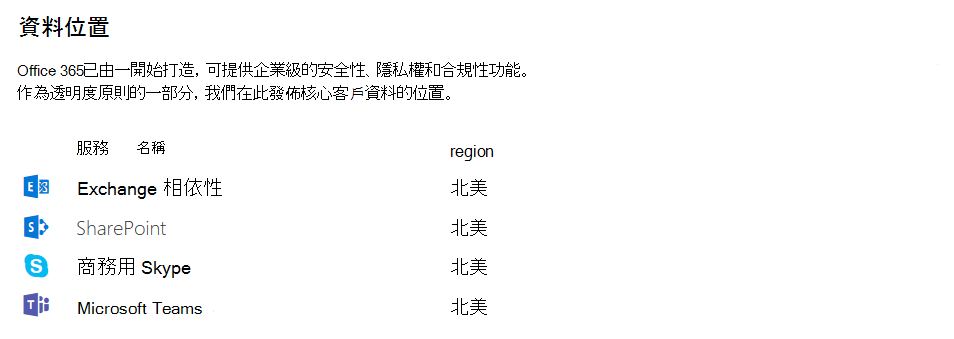 資料位置
Office 365已由一開始打造，可提供企業級的安全性、隱私權和合規性功能。
作為透明度原則的一部分，我們在此發佈核心客戶資料的位置。
服務 名稱 region
Exchange 相依性 北美
SharePoint 北美
商務用 Skype 北美
Microsoft Teams 北美